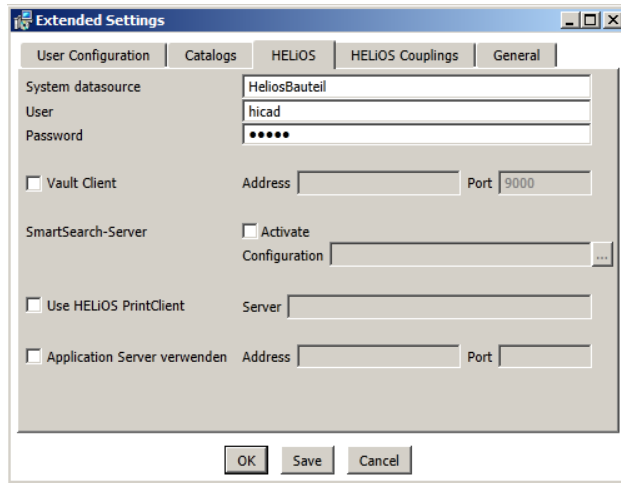 Extended Settings
User Configuration Catalogs HELiOS HELiOS Couplings General
System datasource HeliosBauteil
User hicad
Password •••••
Vault Client Address Port 9000
SmartSearch-Server Activate
Configuration ...
Use HELiOS PrintClient Server
Application Server verwenden Address Port
OK Save Cancel